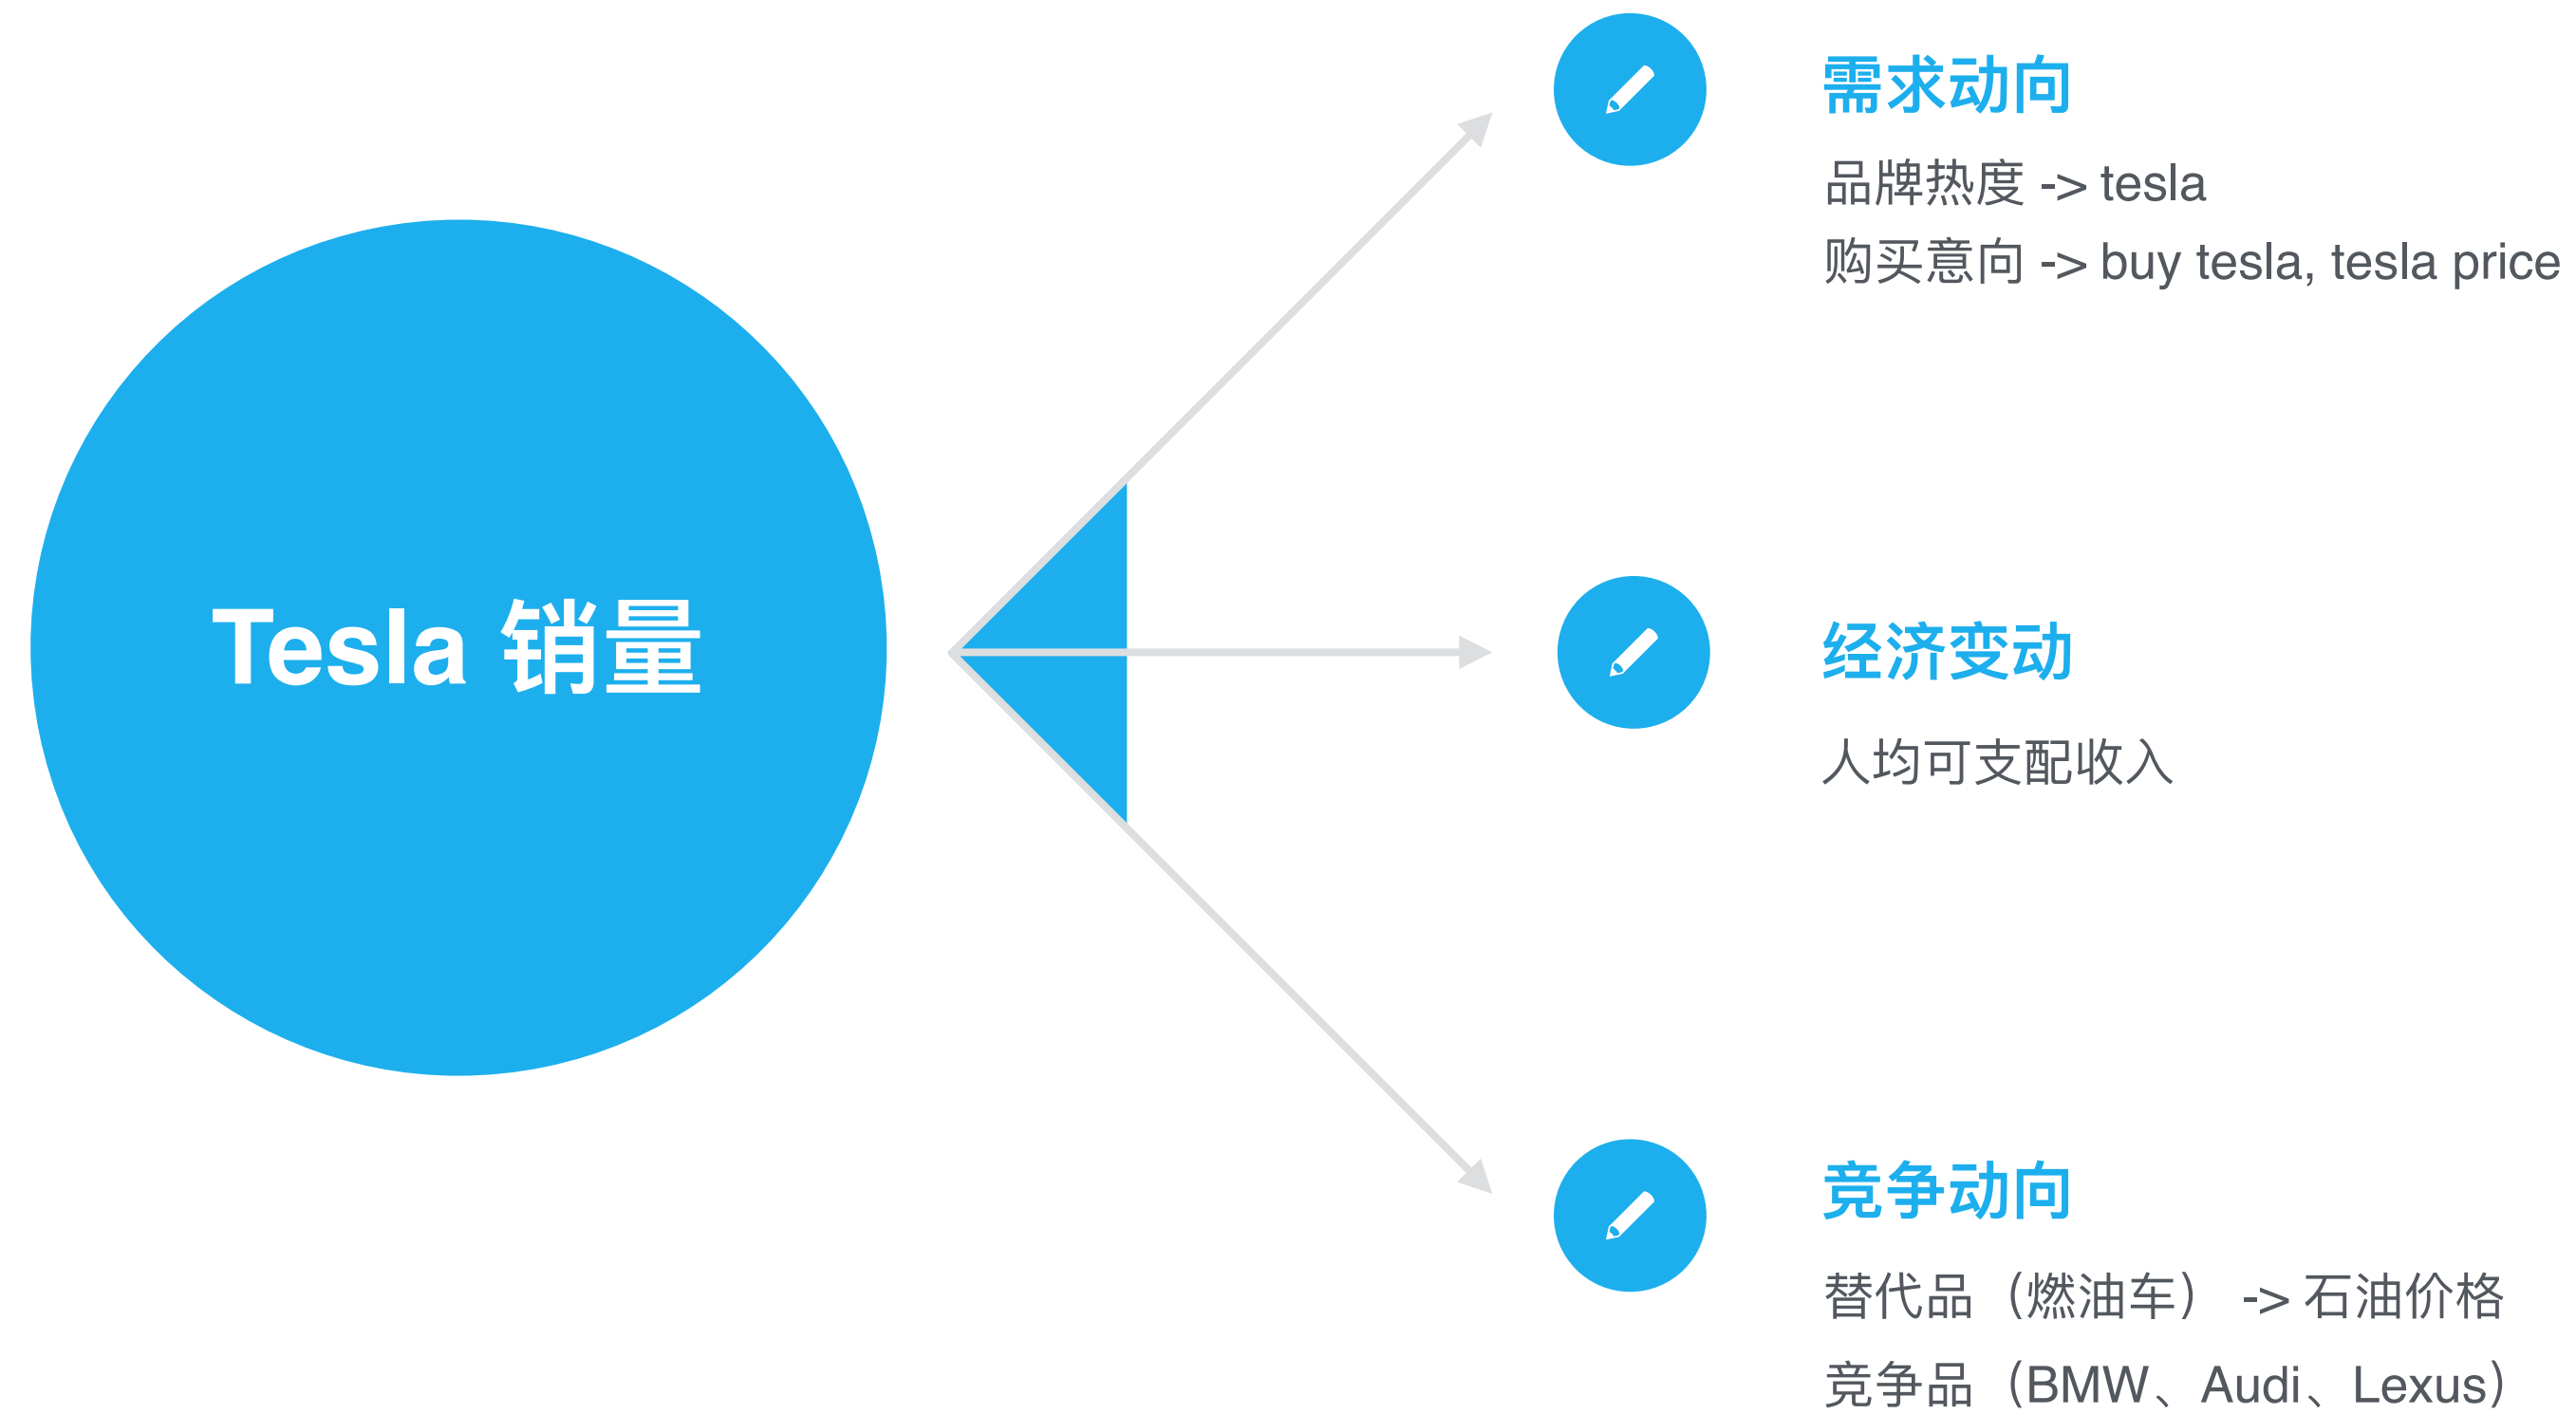 Tesla 销量
需求动向
品牌热度 -> tesla
购买意向 -> buy tesla, tesla price
经济变动
人均可支配收入
竞争动向
替代品（燃油车） -> 石油价格
竞争品（BMW、Audi、Lexus）